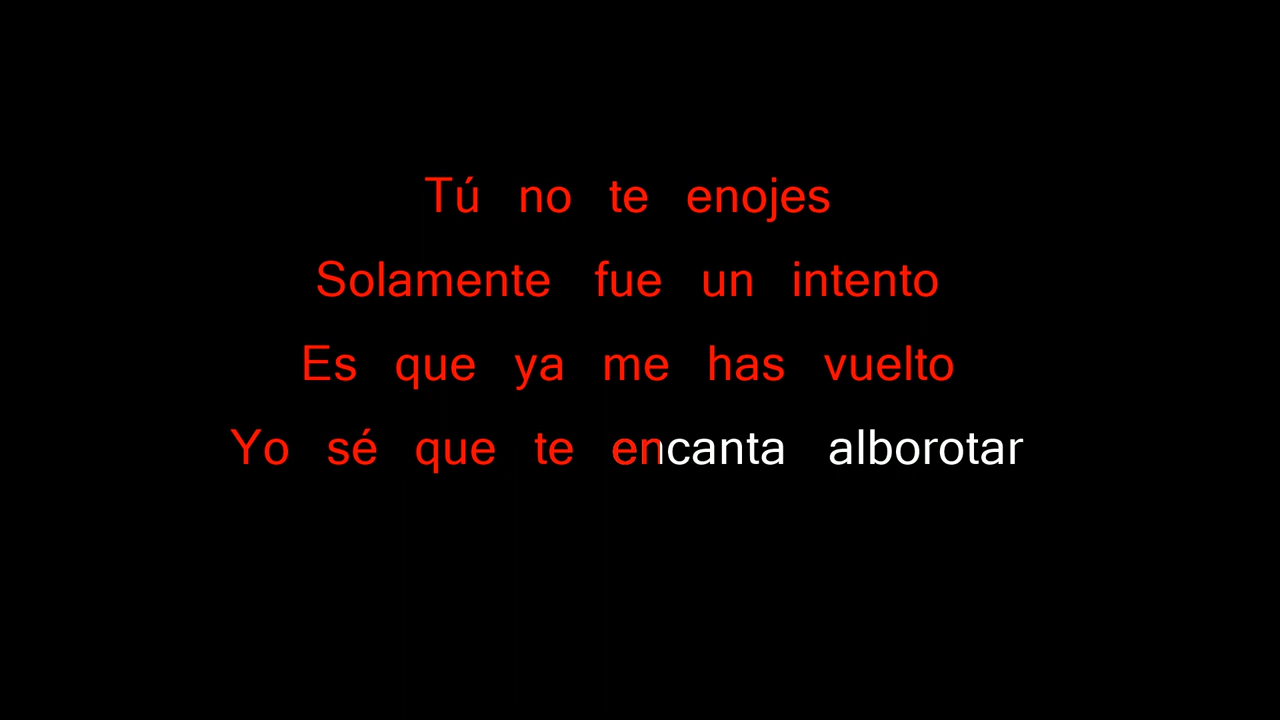 Tú no te enojes
Solamente fue un intento
Es que ya me has vuelto
Yo sé que te encanta alborotar